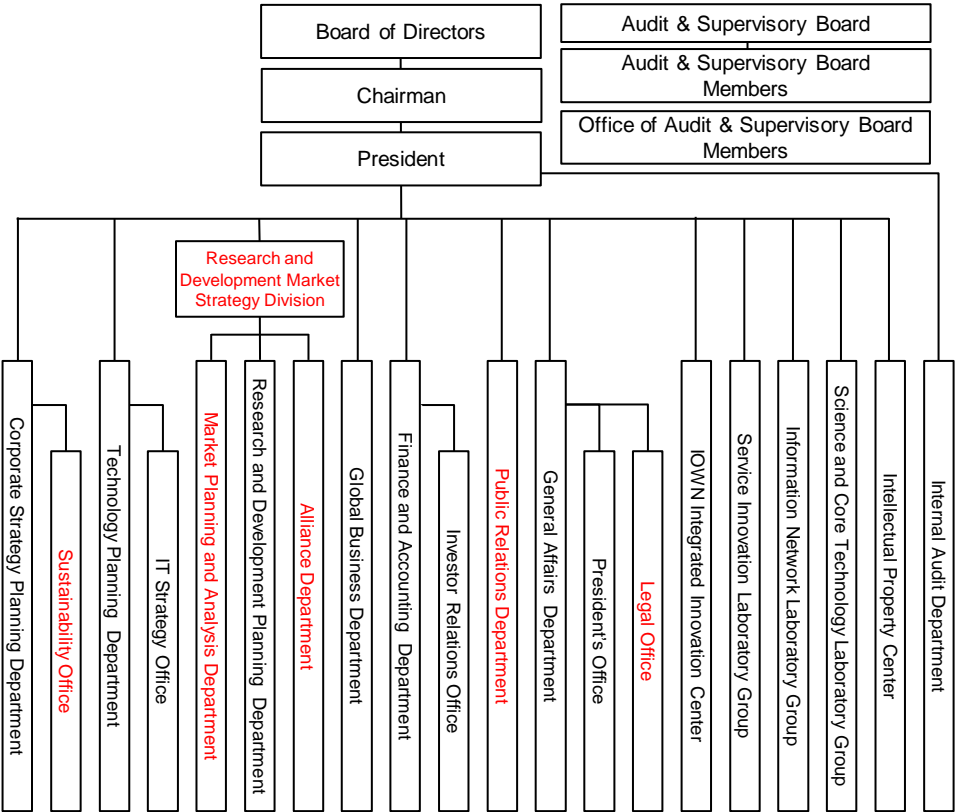 Board of Directors
Audit & Supervisory Board
Audit & Supervisory Board
Members
Chairman
Office of Audit & Supervisory Board
Members
President
Research and
Development Market
Strategy Division
Corporate Strategy Planning Department
Sustainability Office
Technology Planning Department
IT Strategy Office
Market Planning and Analysis Department
Research and Development Planning Department
Alliance Department
Global Business Department
Finance and Accounting Department
Investor Relations Office
Public Relations Department
General Affairs Department
President's Office
Legal Office
IOWN Integrated Innovation Center
Service Innovation Laboratory Group
Information Network Laboratory Group
Science and Core Technology Laboratory Group
Intellectual Property Center
Internal Audit Department